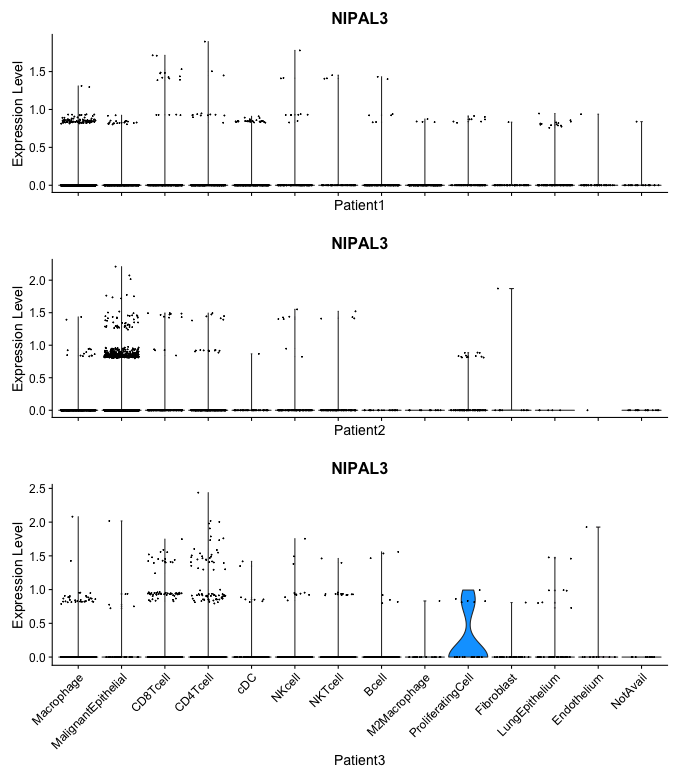 NIPAL3
Expression Level
1.5
1.0
0.5
0.0
Patient1
NIPAL3
Expression Level
2.0
1.5
1.0
0.5
0.0
Patient2
NIPAL3
Expression Level
2.5
2.0
1.5
1.0
0.5
0.0
Macrophage
MalignantEpithelial
CD8Tcell
CD4Tcell
cDC
NKcell
NKTcell
Bcell
M2Macrophage
ProliferatingCell
Fibroblast
LungEpithelium
Endothelium
NotAvail
Patient3